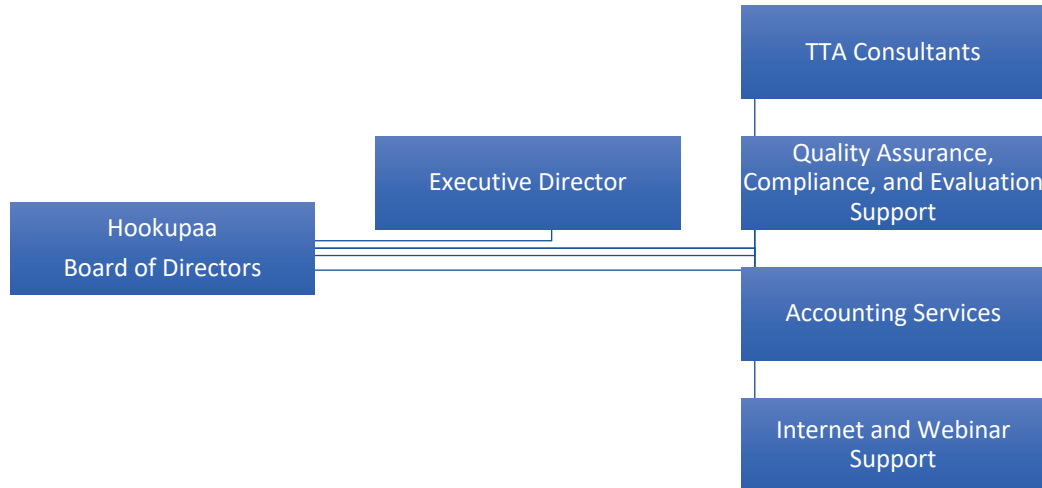 TTA Consultants
Quality Assurance,
Compliance, and Evaluation
Support
Executive Director
Hookupaa
Board of Directors
Accounting Services
Internet and Webinar
Support